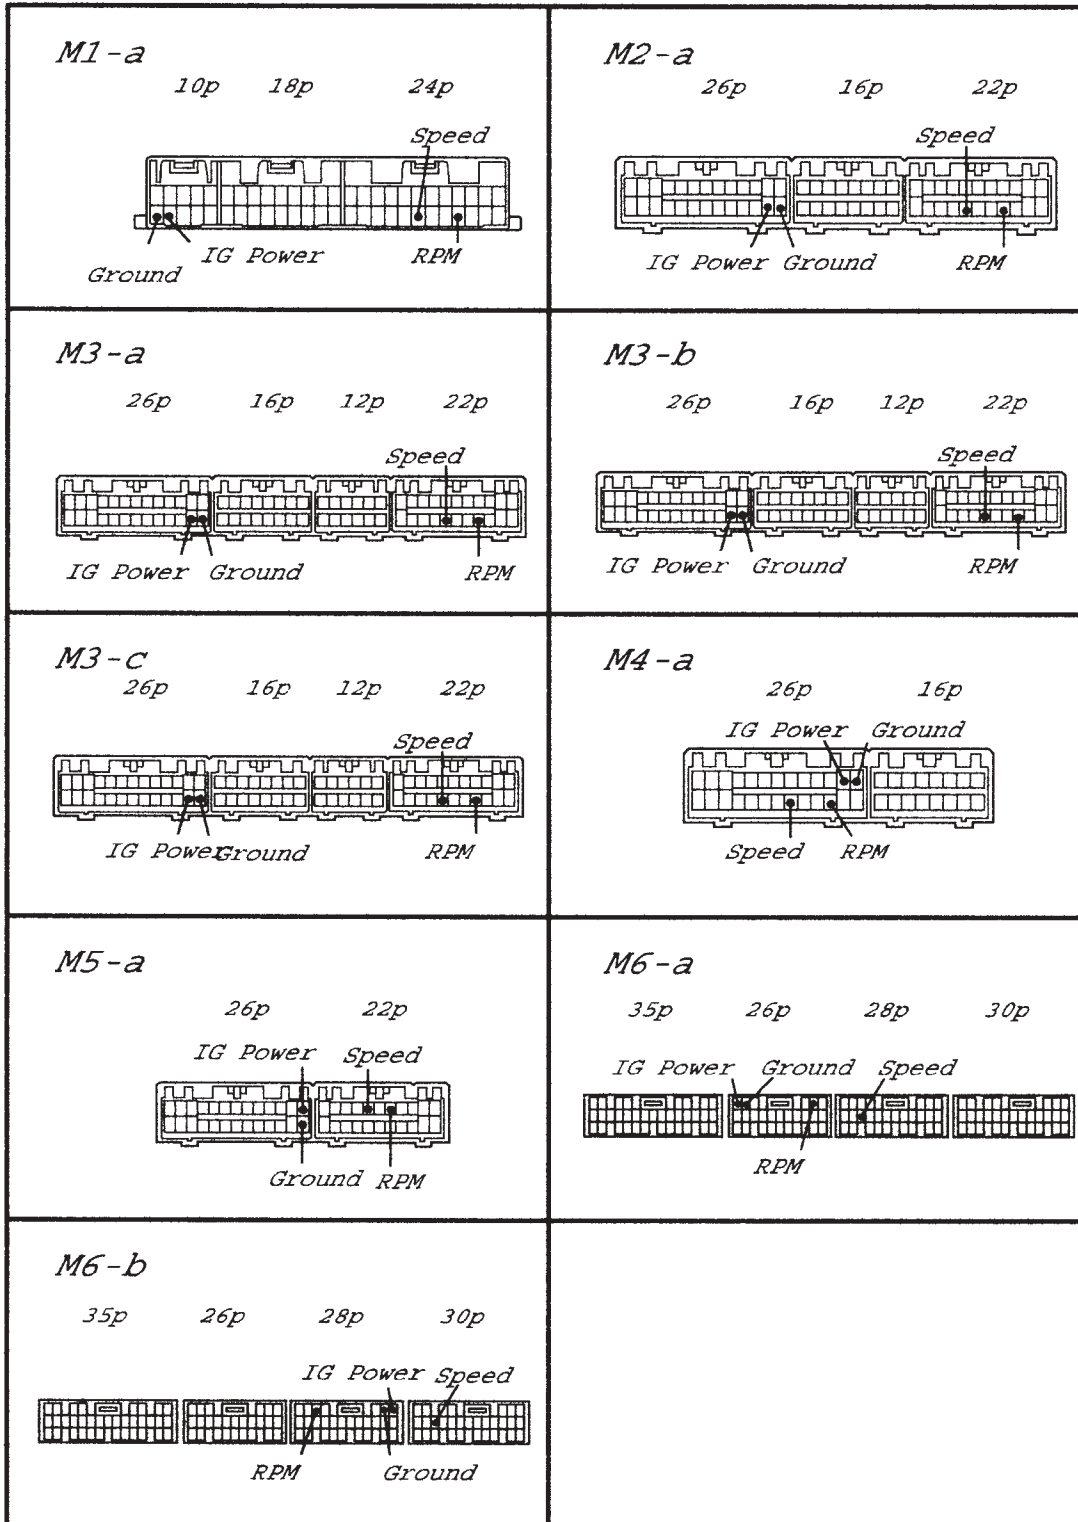 M1-a
10p 18p 24p
Speed
IG Power RPM
Ground
M2-a
26p 16p 22p
Speed
IG Power Ground RPM
M3-a
26p 16p 12p 22p
Speed
IG Power Ground RPM
M3-b
26p 16p 12p 22p
Speed
IG Power Ground RPM
M3-c
26p 16p 12p 22p
Speed
IG Power Ground RPM
M4-a
26p 16p
IG Power Ground
Speed RPM
M5-a
26p 22p
IG Power Speed
Ground RPM
M6-a
35p 26p 28p 30p
IG Power Ground Speed
RPM
M6-b
35p 26p 28p 30p
IG Power Speed
RPM Ground